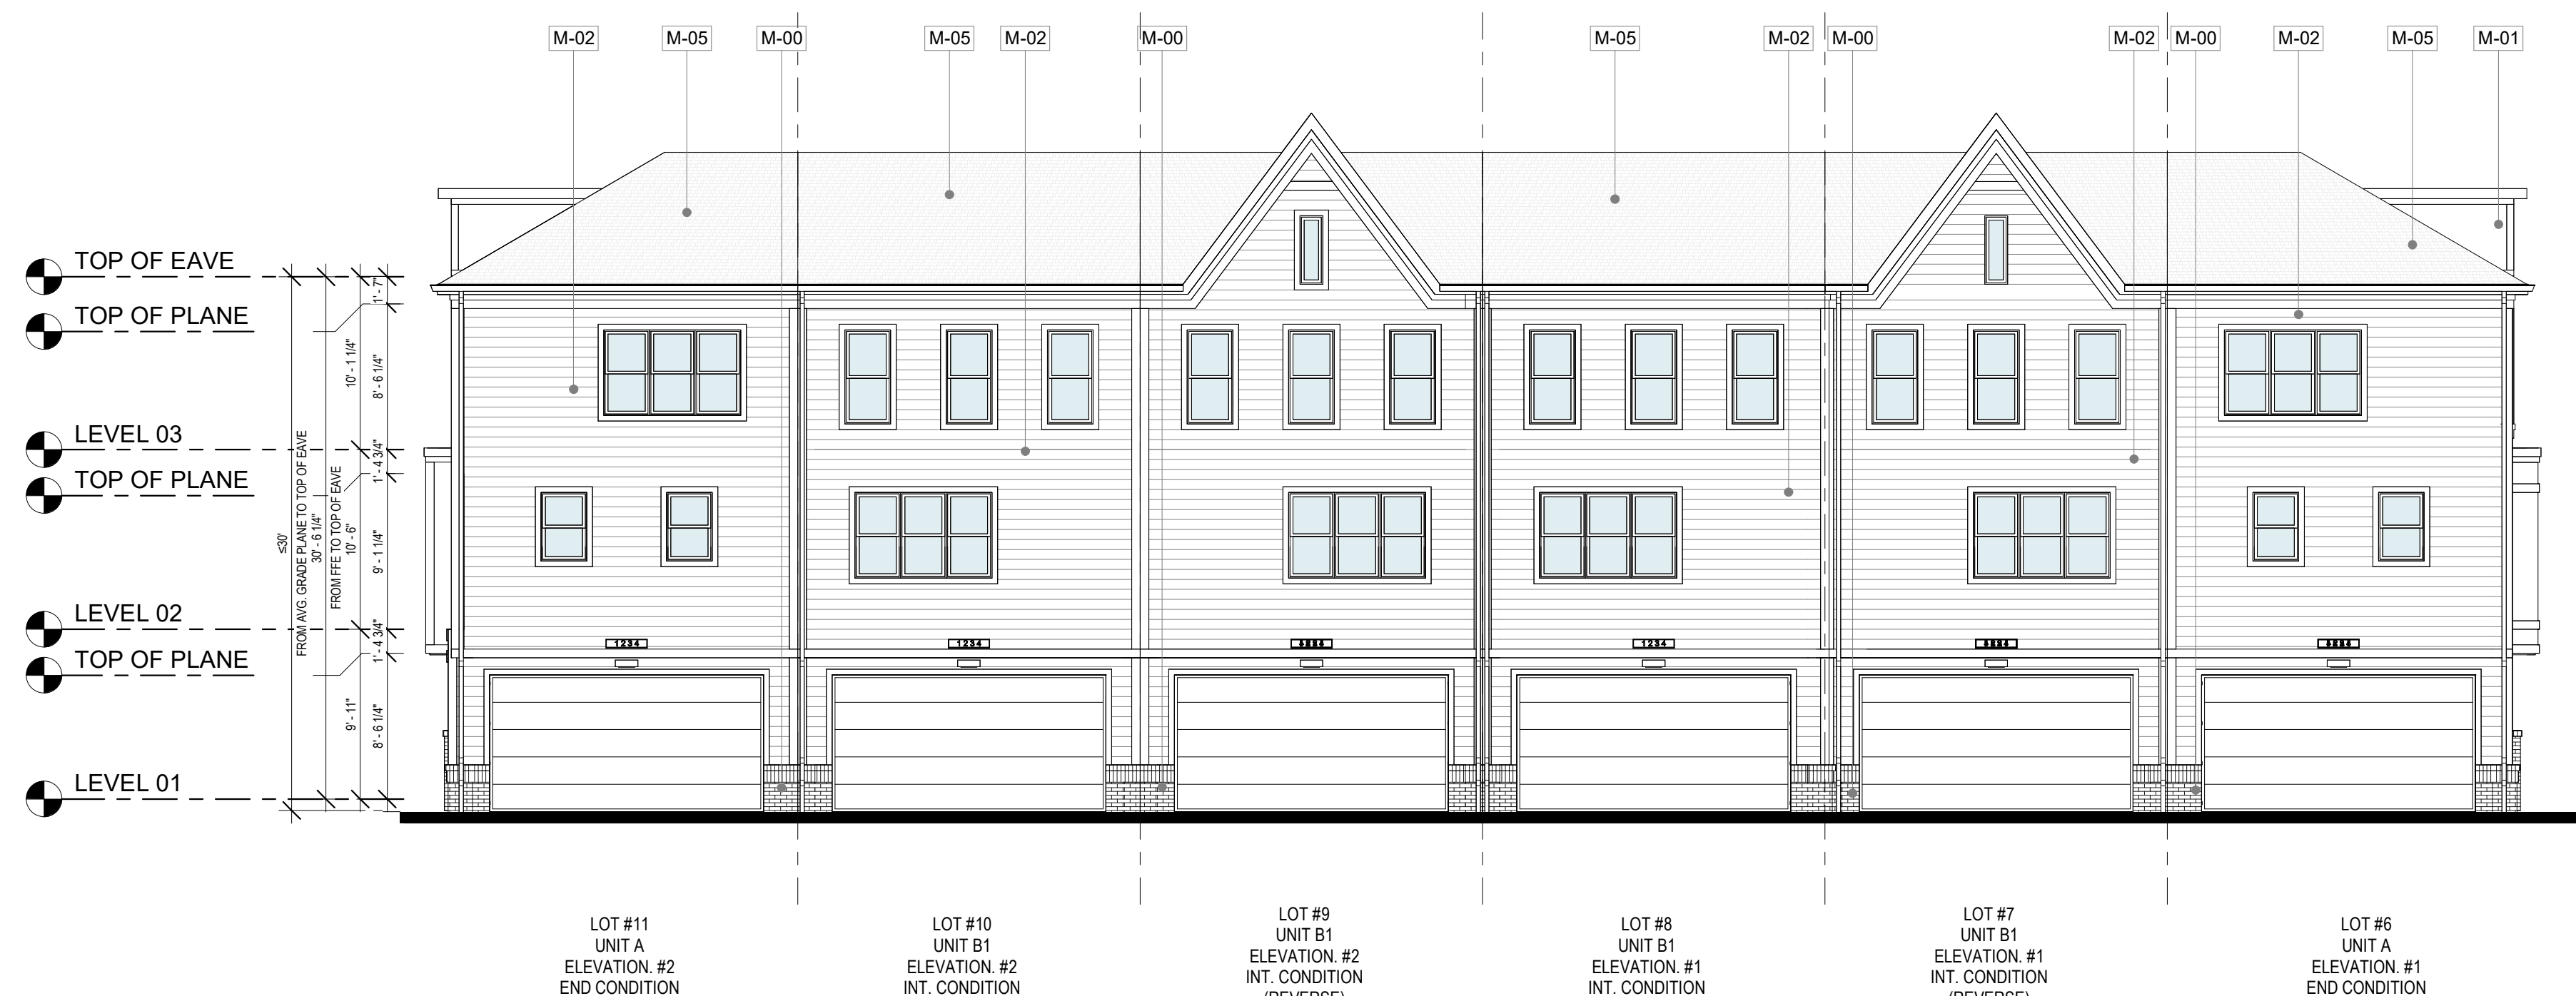 M-02 M-05 M-00 M-05 M-02 M-00 M-05 M-02 M-00 M-02 M-00 M-02 M-05 M-01
TOP OF EAVE
TOP OF PLANE
LEVEL 03
TOP OF PLANE
LEVEL 02
TOP OF PLANE
LEVEL 01
≤30'
FROM AVG. GRADE PLANE TO TOP OF EAVE
30' - 6 1/4"
FROM FFE TO TOP OF EAVE
10' - 1 1/4"
10' - 6"
9' - 11"
1' - 7"
8' - 6 1/4"
1' - 4 3/4"
9' - 1 1/4"
1' - 4 3/4"
8' - 6 1/4"
1234 1234 1234
LOT #11
UNIT A
ELEVATION. #2
END CONDITION
LOT #10
UNIT B1
ELEVATION. #2
INT. CONDITION
LOT #9
UNIT B1
ELEVATION. #2
INT. CONDITION
(REVERSE)
LOT #8
UNIT B1
ELEVATION. #1
INT. CONDITION
LOT #7
UNIT B1
ELEVATION. #1
INT. CONDITION
(REVERSE)
LOT #6
UNIT A
ELEVATION. #1
END CONDITION